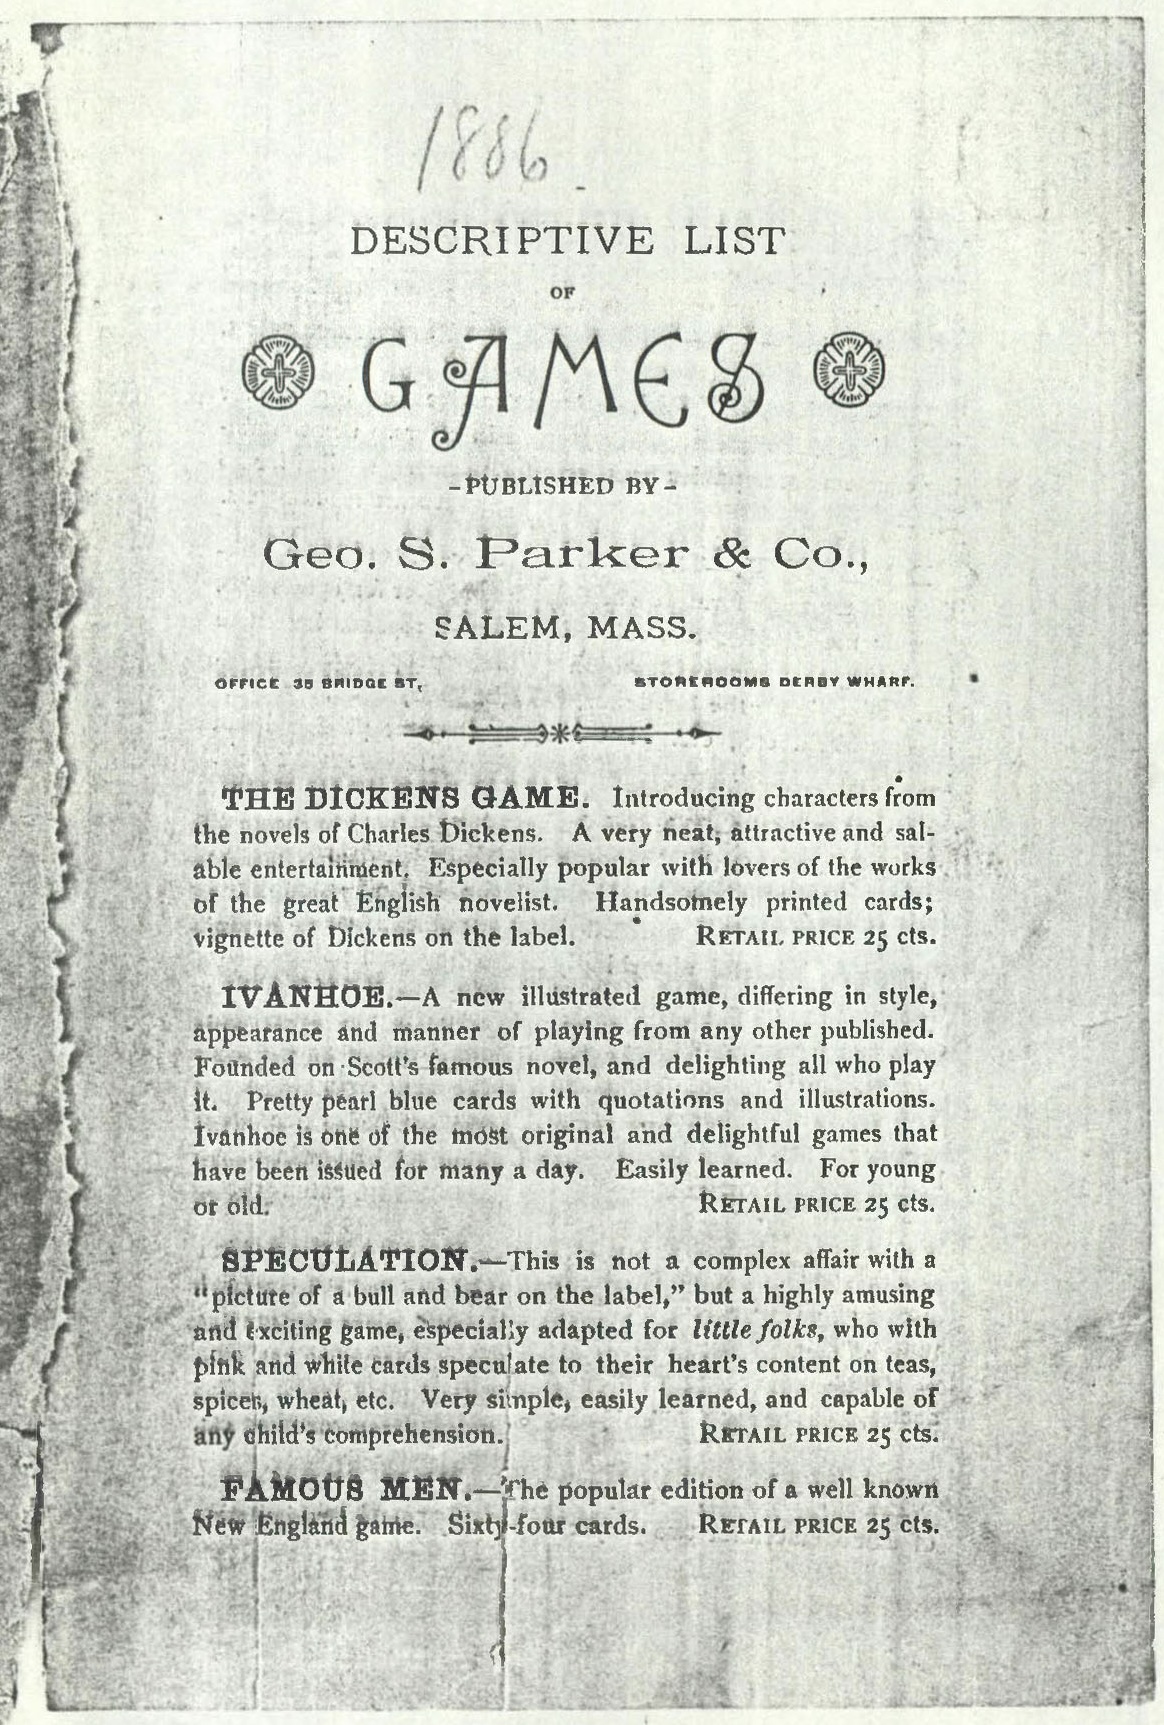 1886
DESCRIPTIVE LIST
OF
GAMES
-PUBLISHED BY-
Geo. S. Parker & Co.,
SALEM, MASS.
OFFICE 35 BRIDGE ST, STOREROOMS DERBY WHARF.
THE DICKENS GAME. Introducing characters from
the novels of Charles Dickens. A very neat, attractive and sal-
able entertainment. Especially popular with lovers of the works
of the great English novelist. Handsomely printed cards;
vignette of Dickens on the label. RETAIL PRICE 25 cts.
IVANHOE.—A new illustrated game, differing in style,
appearance and manner of playing from any other published.
Founded on Scott's famous novel, and delighting all who play
it. Pretty pearl blue cards with quotations and illustrations.
Ivanhoe is one of the most original and delightful games that
have been issued for many a day. Easily learned. For young
or old. RETAIL PRICE 25 cts.
SPECULATION.—This is not a complex affair with a
"picture of a bull and bear on the label," but a highly amusing
and exciting game, especially adapted for little folks, who with
pink and white cards speculate to their heart's content on teas,
spices, wheat, etc. Very simple, easily learned, and capable of
any child's comprehension. RETAIL PRICE 25 cts.
FAMOUS MEN.—The popular edition of a well known
New England game. Sixty-four cards. RETAIL PRICE 25 cts.